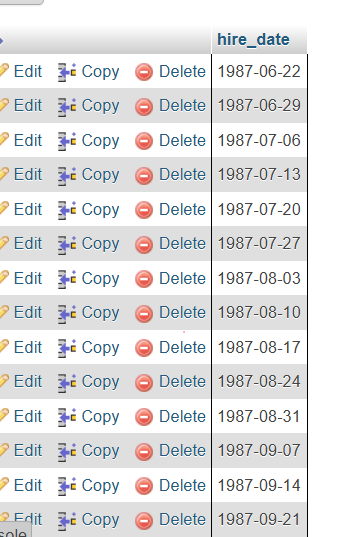 hire_date
Edit Copy Delete 1987-06-22
Edit Copy Delete 1987-06-29
Edit Copy Delete 1987-07-06
Edit Copy Delete 1987-07-13
Edit Copy Delete 1987-07-20
Edit Copy Delete 1987-07-27
Edit Copy Delete 1987-08-03
Edit Copy Delete 1987-08-10
Edit Copy Delete 1987-08-17
Edit Copy Delete 1987-08-24
Edit Copy Delete 1987-08-31
Edit Copy Delete 1987-09-07
Edit Copy Delete 1987-09-14
Edit Copy Delete 1987-09-21
sole